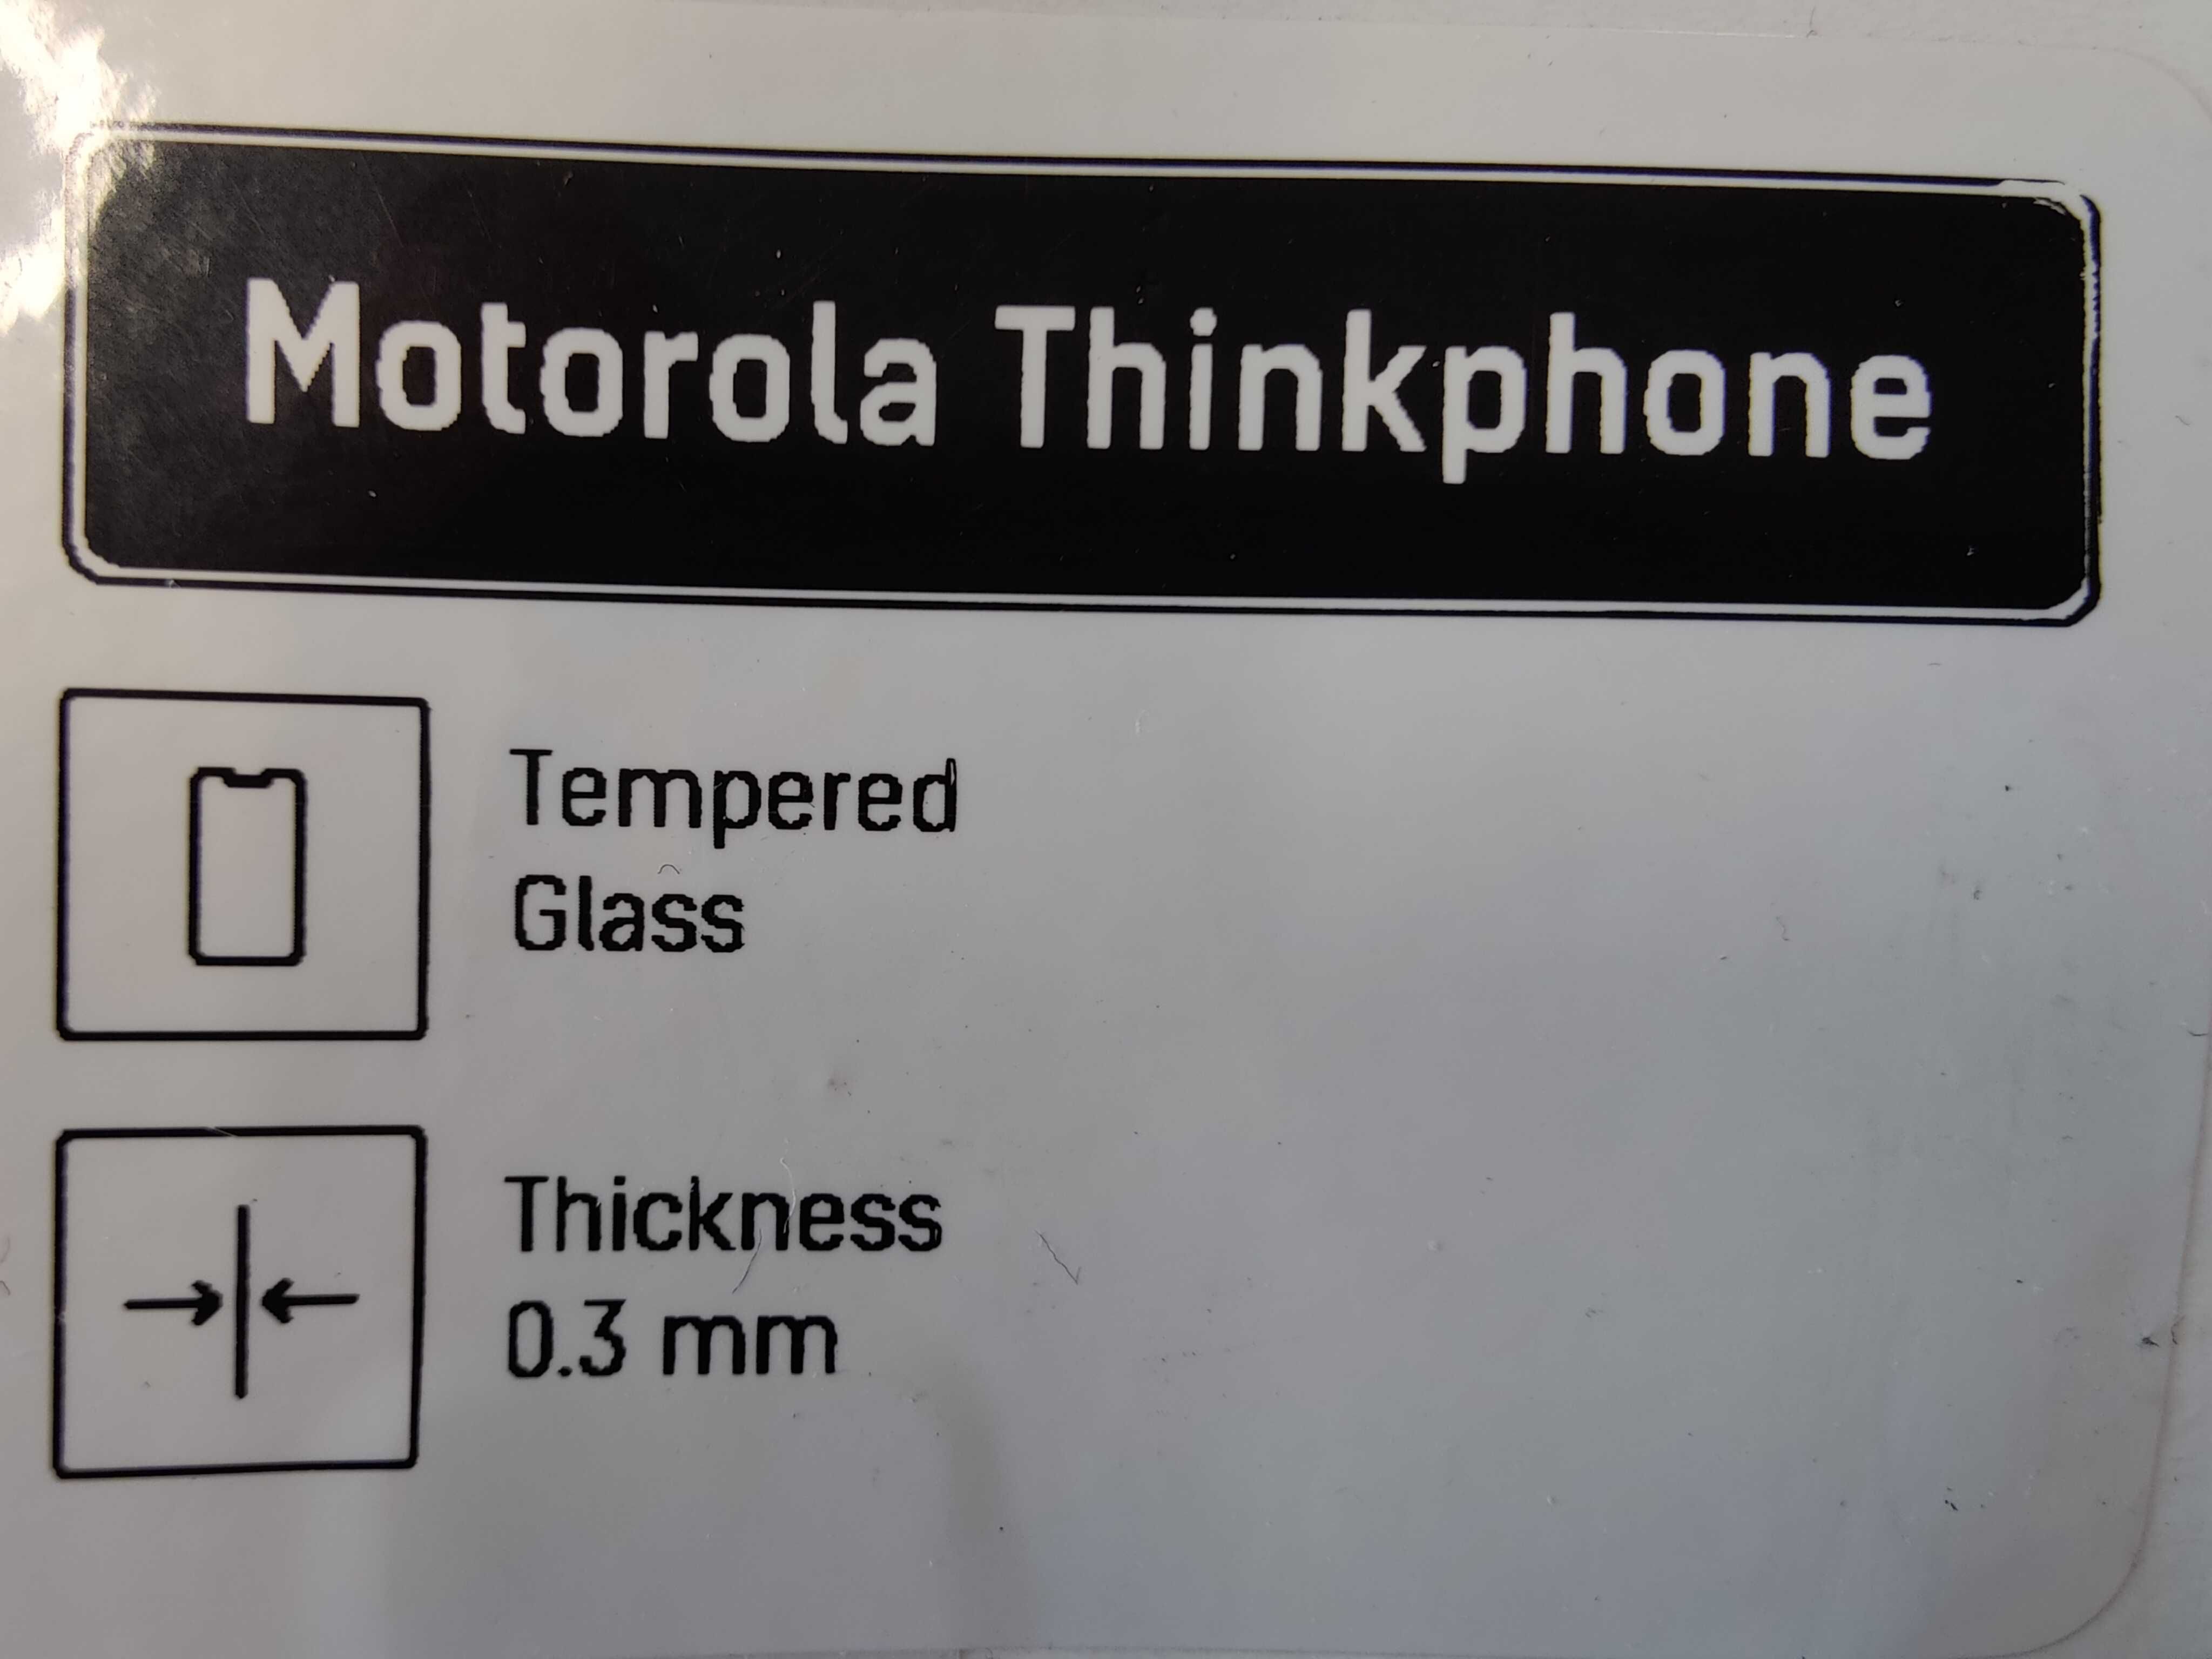 Motorola Thinkphone
Tempered
Glass
Thickness
0.3 mm